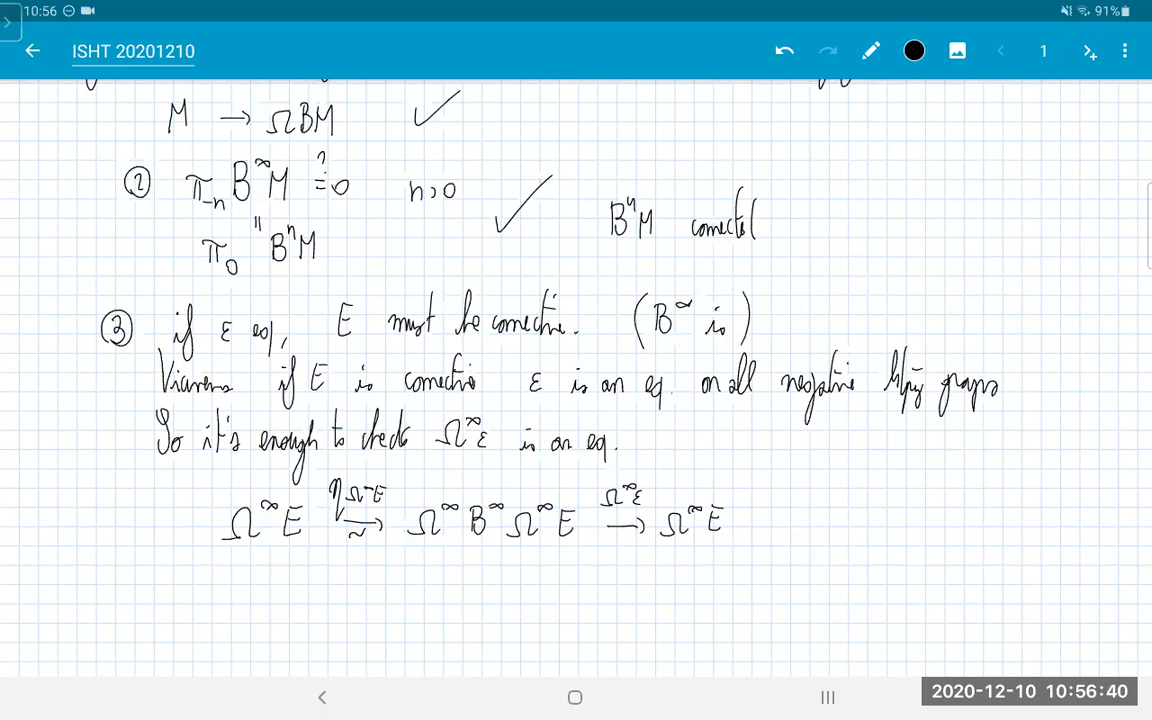 10:56 91%
ISHT 20201210 1
M → ΩBM ✓
② π₋ₙ B^∞ M ≟ 0 n>0 ✓ BⁿM connected
π₀ BⁿM
③ if ε eq, E must be connective. (B^∞ is)
Viceversa if E is connective ε is an eq. on all negative htpy groups
So it's enough to check Ω^∞ε is an eq.
Ω^∞E →~ η_{Ω^∞E} Ω^∞B^∞Ω^∞E → Ω^∞ε Ω^∞E
2020-12-10 10:56:40